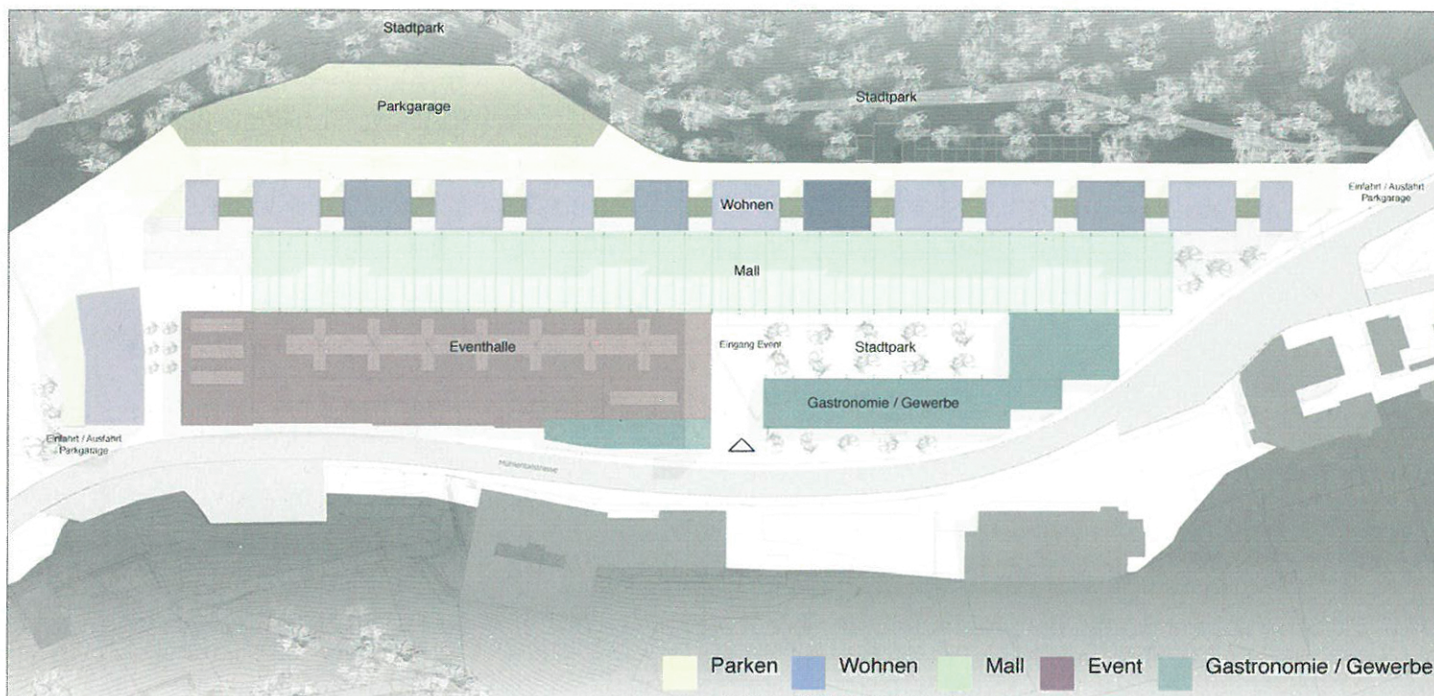 Stadtpark
Parkgarage
Stadtpark
Wohnen
Einfahrt / Ausfahrt
Parkgarage
Mall
Eventhalle
Eingang Event
Stadtpark
Gastronomie / Gewerbe
Einfahrt / Ausfahrt
Parkgarage
Mühlentalstrasse
Parken
Wohnen
Mall
Event
Gastronomie / Gewerbe